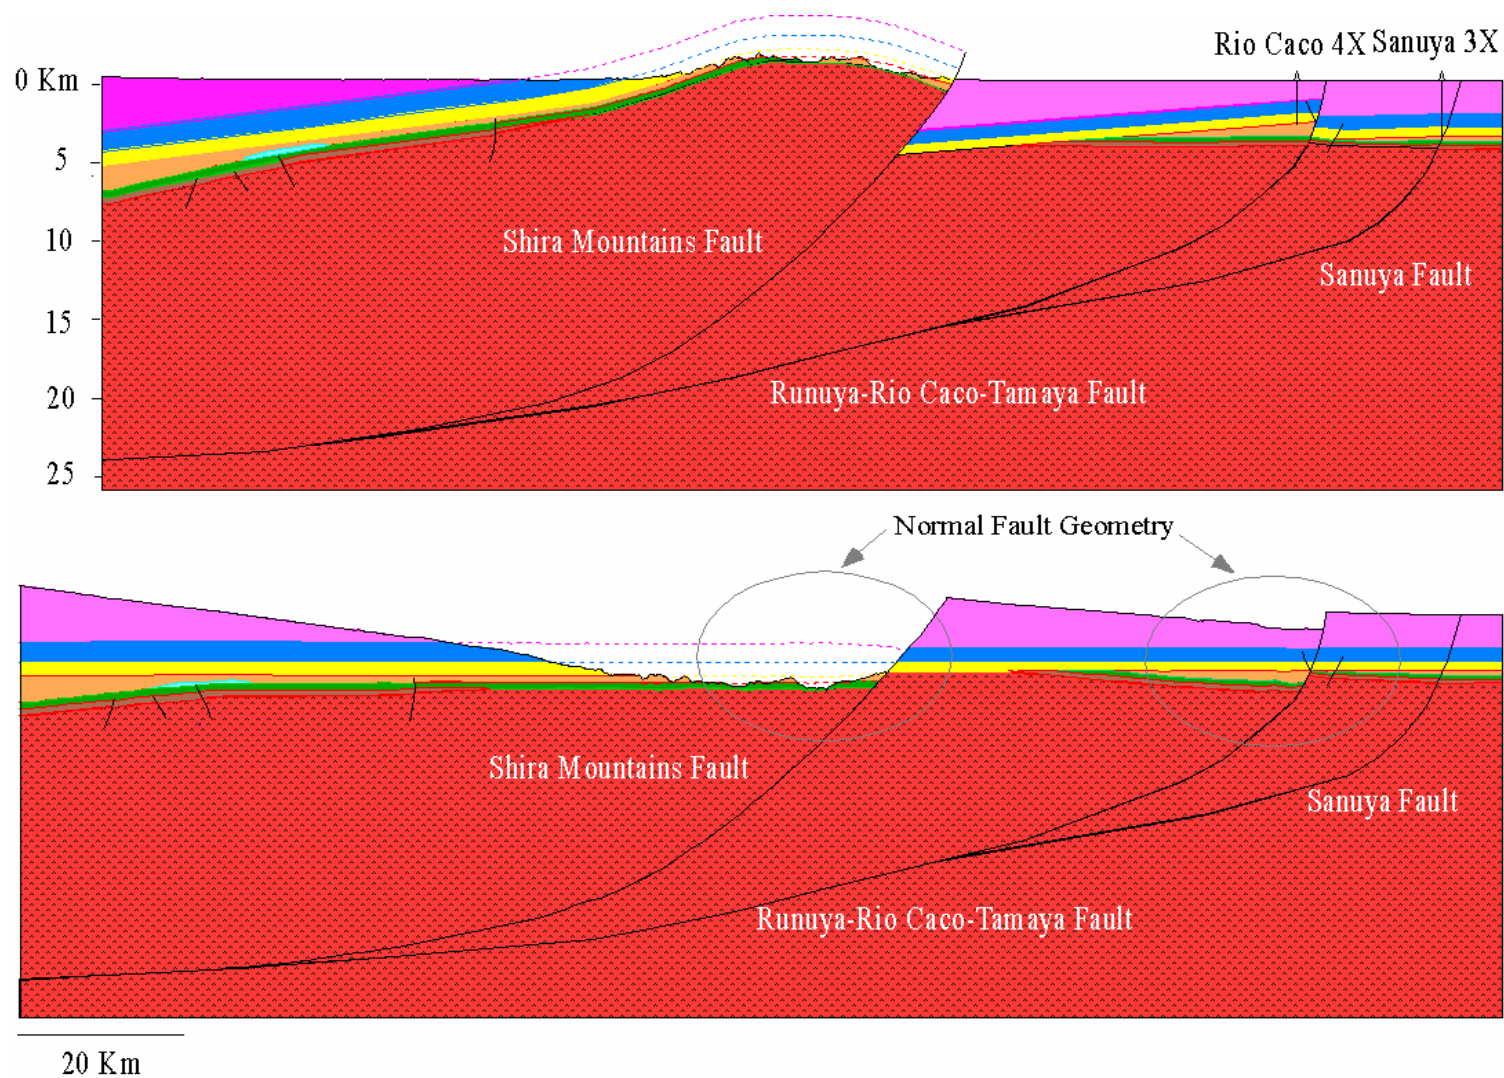 Rio Caco 4X Sanuya 3X
0 Km
5
10
Shira Mountains Fault
Sanuya Fault
15
20
Runuya-Rio Caco-Tamaya Fault
25
Normal Fault Geometry
Shira Mountains Fault
Sanuya Fault
Runuya-Rio Caco-Tamaya Fault
20 Km